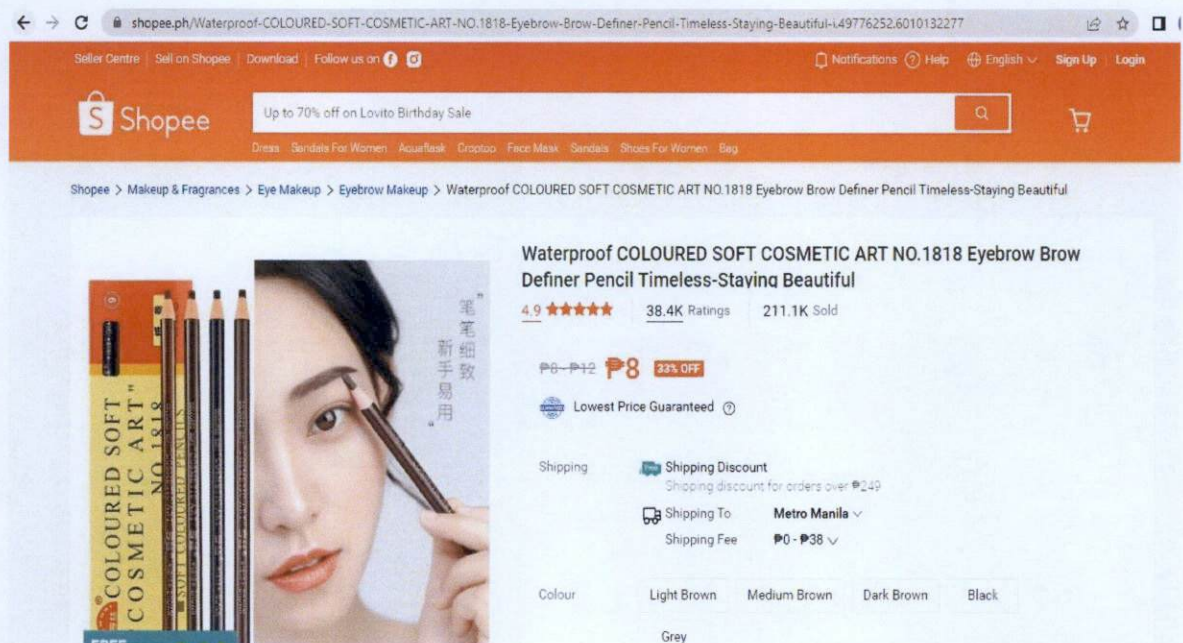 shopee.ph/Waterproof-COLOURED-SOFT-COSMETIC-ART-NO.1818-Eyebrow-Brow-Definer-Pencil-Timeless-Staying-Beautiful-i.49776252.6010132277
Seller Centre | Sell on Shopee | Download | Follow us on
Notifications Help English Sign Up Login
Shopee
Up to 70% off on Lovito Birthday Sale
Dress Sandals For Women Aquaflask Croptop Face Mask Sandals Shoes For Women Bag
Shopee > Makeup & Fragrances > Eye Makeup > Eyebrow Makeup > Waterproof COLOURED SOFT COSMETIC ART NO.1818 Eyebrow Brow Definer Pencil Timeless-Staying Beautiful
Waterproof COLOURED SOFT COSMETIC ART NO.1818 Eyebrow Brow
Definer Pencil Timeless-Staying Beautiful
4.9 38.4K Ratings 211.1K Sold
₱8 - ₱12 ₱8 33% OFF
Lowest Price Guaranteed
Shipping
Shipping Discount
Shipping discount for orders over ₱249
Shipping To Metro Manila
Shipping Fee ₱0 - ₱38
Colour Light Brown Medium Brown Dark Brown Black
Grey
"笔笔细致
新手易用"
COLOURED SOFT
COSMETIC ART"
NO 1818
SOFT COLOURED PENCILS
FREE